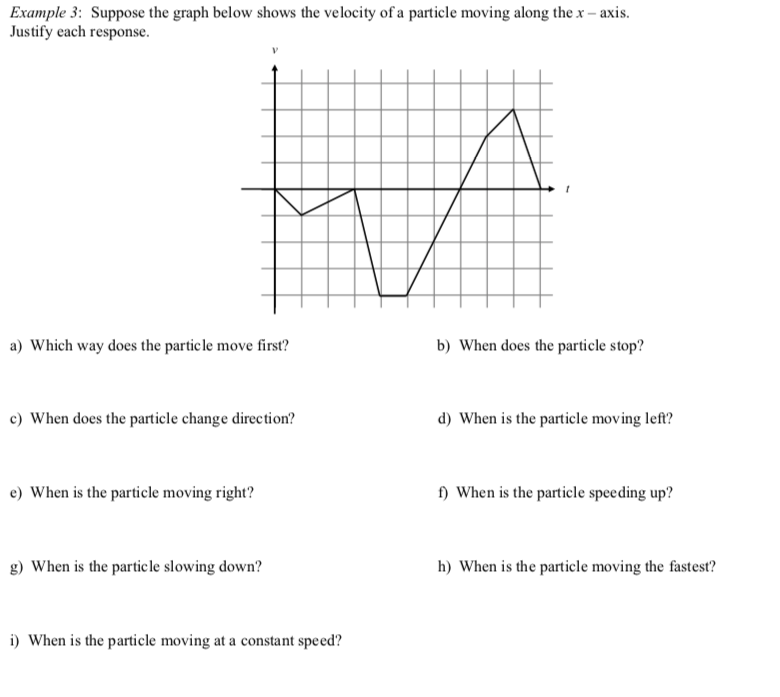 Example 3: Suppose the graph below shows the velocity of a particle moving along the x – axis.
Justify each response.
v
t
a) Which way does the particle move first?
b) When does the particle stop?
c) When does the particle change direction?
d) When is the particle moving left?
e) When is the particle moving right?
f) When is the particle speeding up?
g) When is the particle slowing down?
h) When is the particle moving the fastest?
i) When is the particle moving at a constant speed?